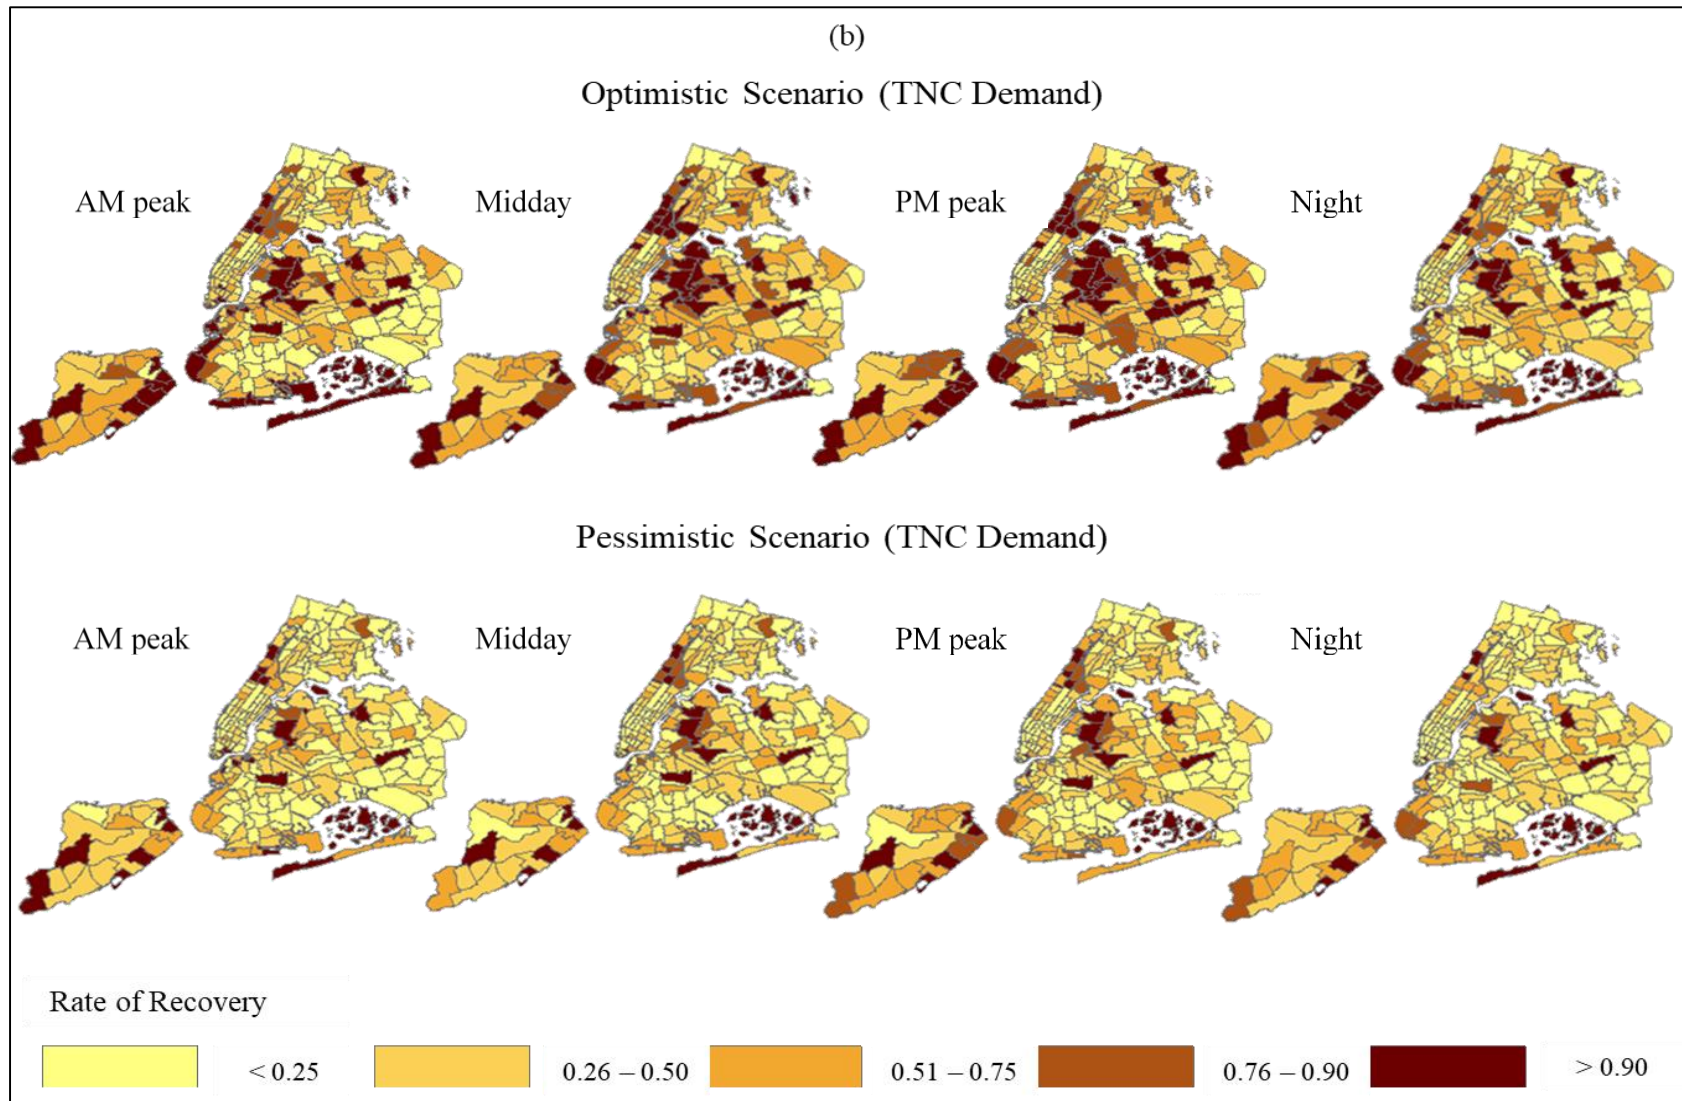 (b)
Optimistic Scenario (TNC Demand)
AM peak
Midday
PM peak
Night
Pessimistic Scenario (TNC Demand)
AM peak
Midday
PM peak
Night
Rate of Recovery
< 0.25
0.26 – 0.50
0.51 – 0.75
0.76 – 0.90
> 0.90